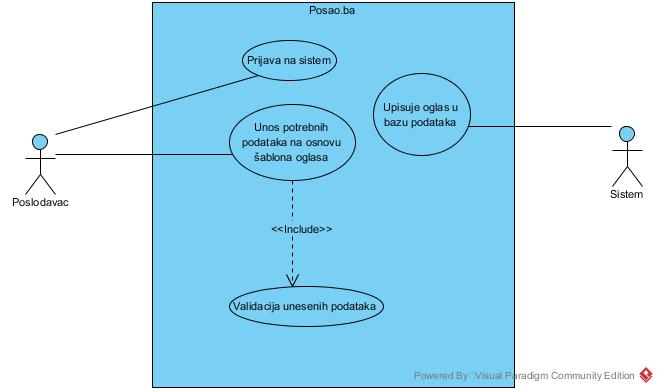 Posao.ba
Prijava na sistem
Unos potrebnih
podataka na osnovu
šablona oglasa
Upisuje oglas u
bazu podataka
Poslodavac
Sistem
<<Include>>
Validacija unesenih podataka
Powered By Visual Paradigm Community Edition